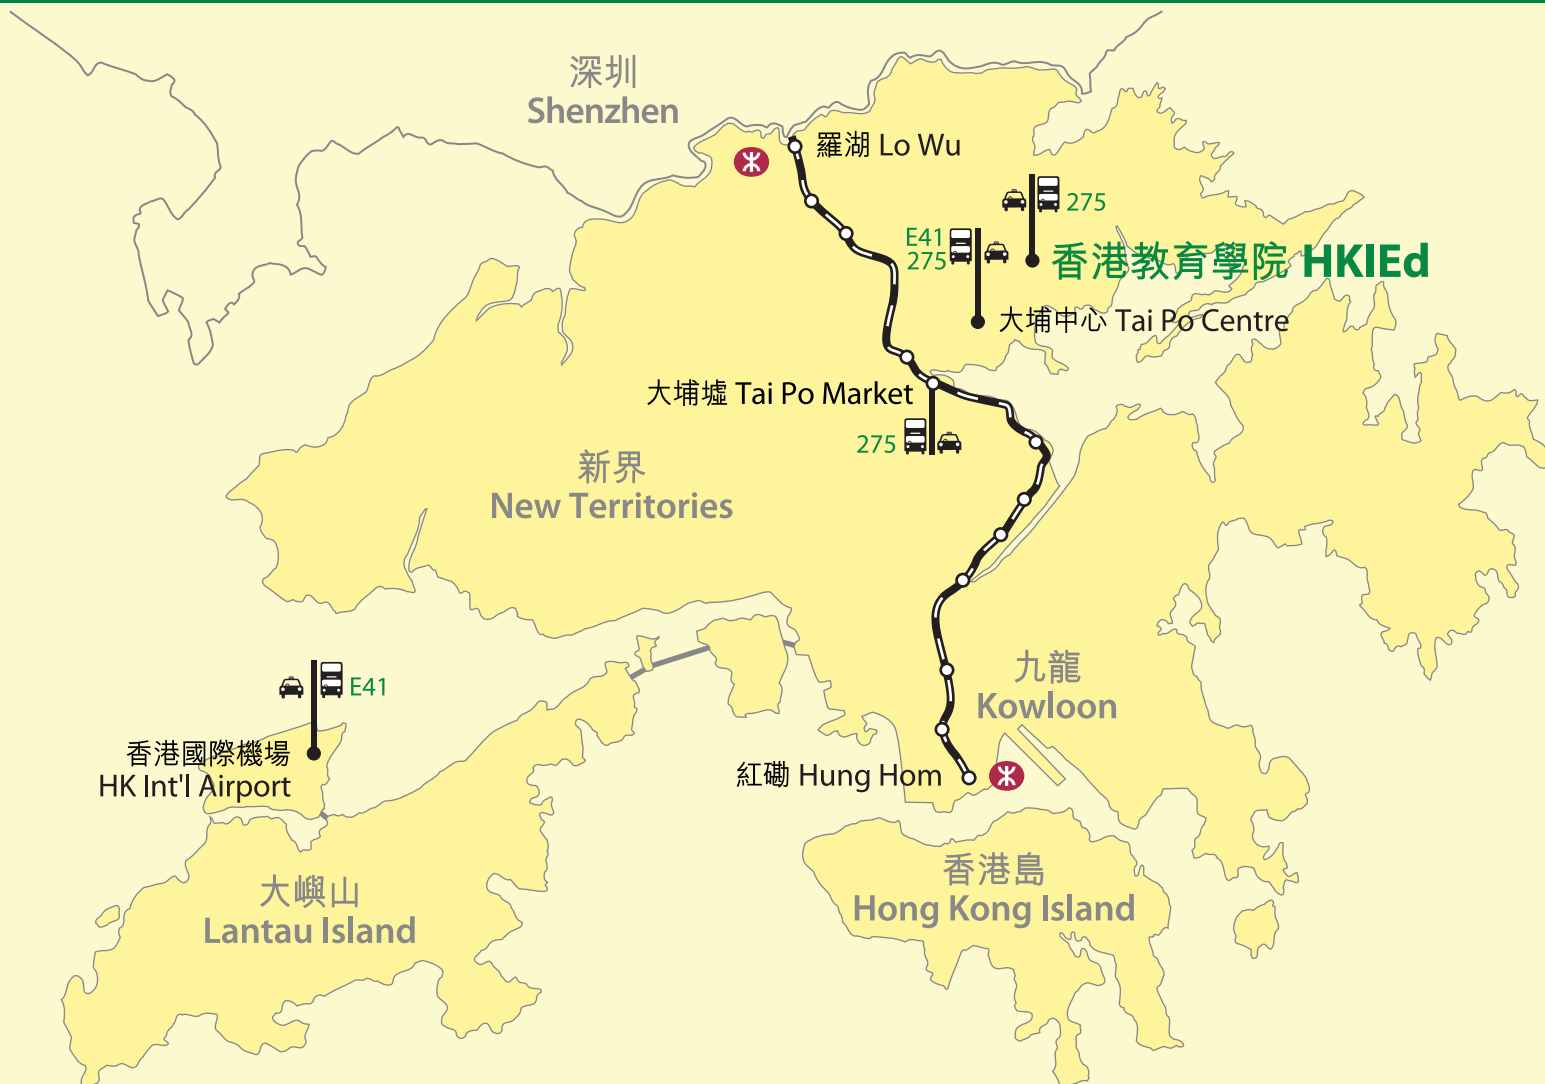 深圳
Shenzhen
羅湖 Lo Wu
275
E41
275
香港教育學院 HKIEd
大埔中心 Tai Po Centre
大埔墟 Tai Po Market
275
新界
New Territories
九龍
Kowloon
E41
香港國際機場
HK Int'l Airport
紅磡 Hung Hom
香港島
Hong Kong Island
大嶼山
Lantau Island